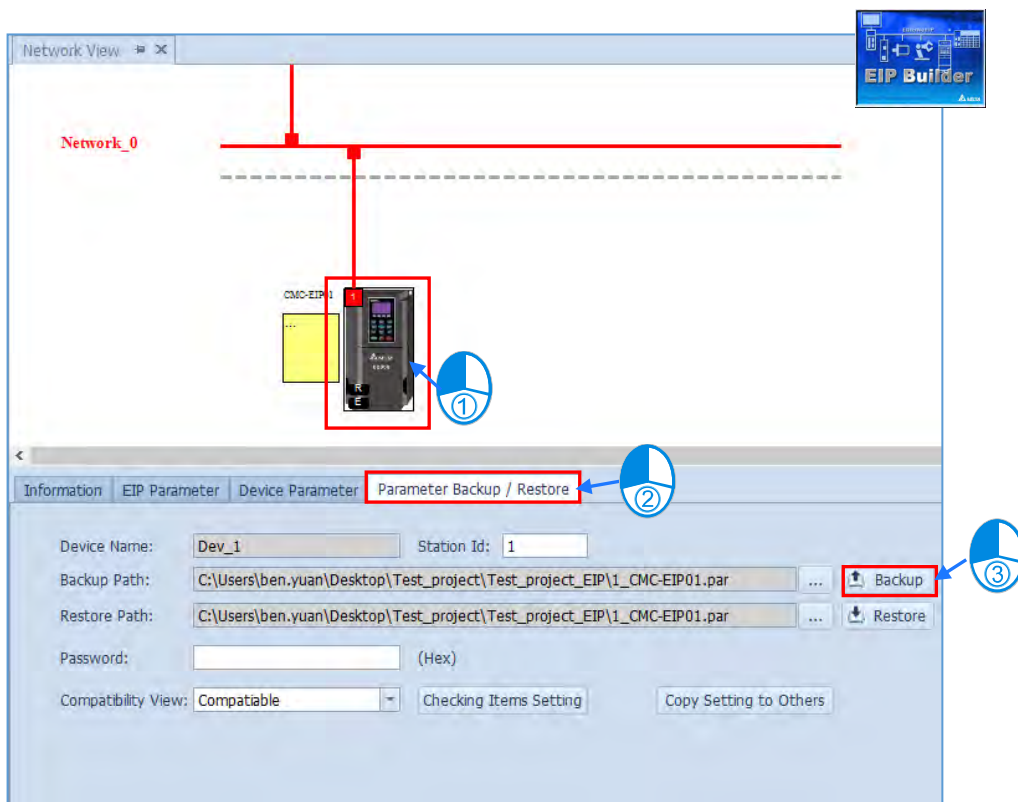 Network View
EIP Builder
Network_0
CMC-EIP01
1
...
R
E
①
Information EIP Parameter Device Parameter Parameter Backup / Restore
②
Device Name: Dev_1 Station Id: 1
Backup Path: C:\Users\ben.yuan\Desktop\Test_project\Test_project_EIP\1_CMC-EIP01.par ... Backup
③
Restore Path: C:\Users\ben.yuan\Desktop\Test_project\Test_project_EIP\1_CMC-EIP01.par ... Restore
Password: (Hex)
Compatibility View: Compatiable Checking Items Setting Copy Setting to Others